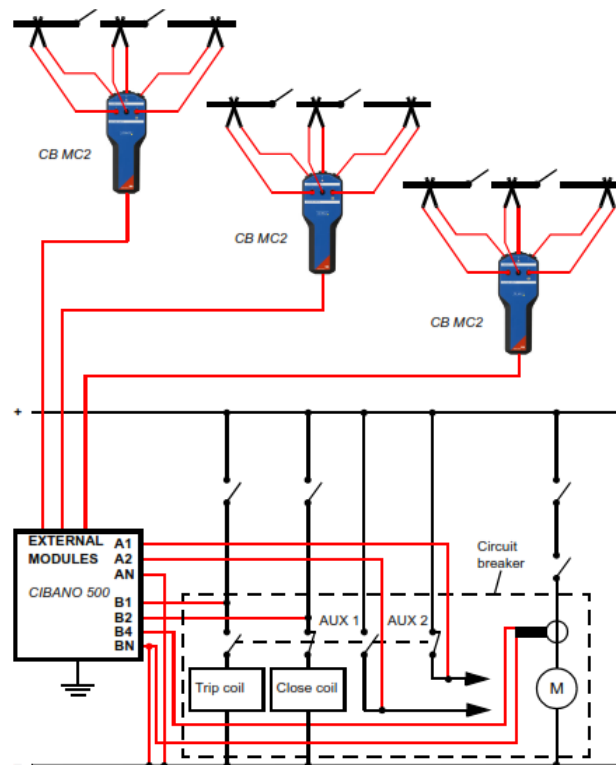 CB MC2
CB MC2
CB MC2
+
EXTERNAL
MODULES
CIBANO 500
A1
A2
AN
B1
B2
B4
BN
Circuit
breaker
AUX 1
AUX 2
Trip coil
Close coil
M